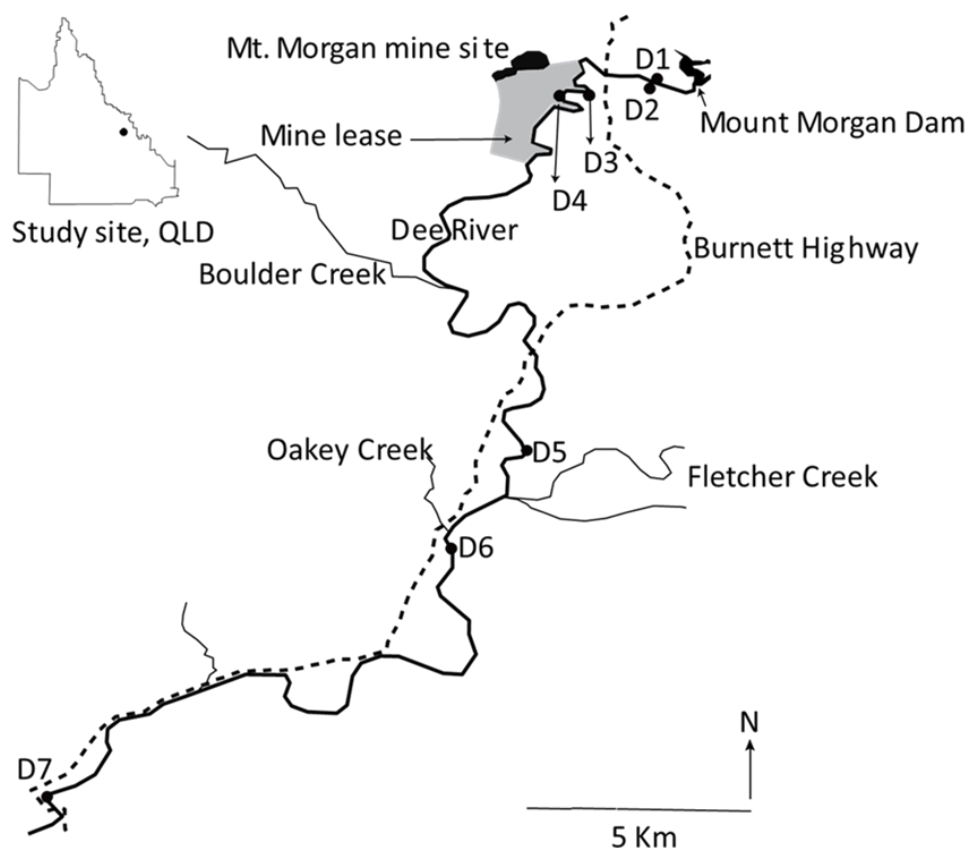 Mt. Morgan mine site
D1
D2
Mount Morgan Dam
Mine lease
D3
D4
Study site, QLD
Dee River
Burnett Highway
Boulder Creek
Oakey Creek
D5
Fletcher Creek
D6
N
D7
5 Km